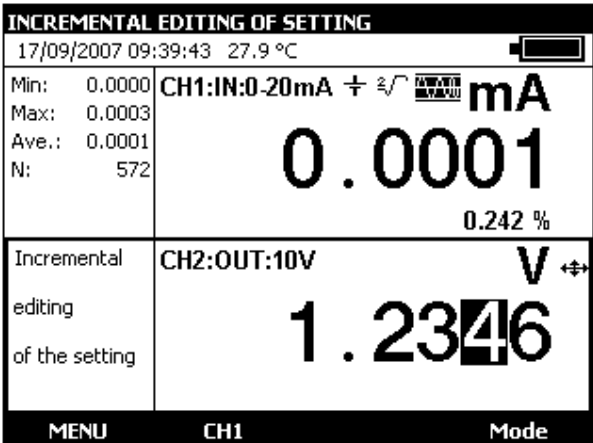 INCREMENTAL EDITING OF SETTING
17/09/2007 09:39:43 27.9 °C
Min: 0.0000
Max: 0.0003
Ave.: 0.0001
N: 572
CH1:IN:0-20mA ²√ mA
0.0001
0.242 %
Incremental
editing
of the setting
CH2:OUT:10V V
1.2346
MENU CH1 Mode